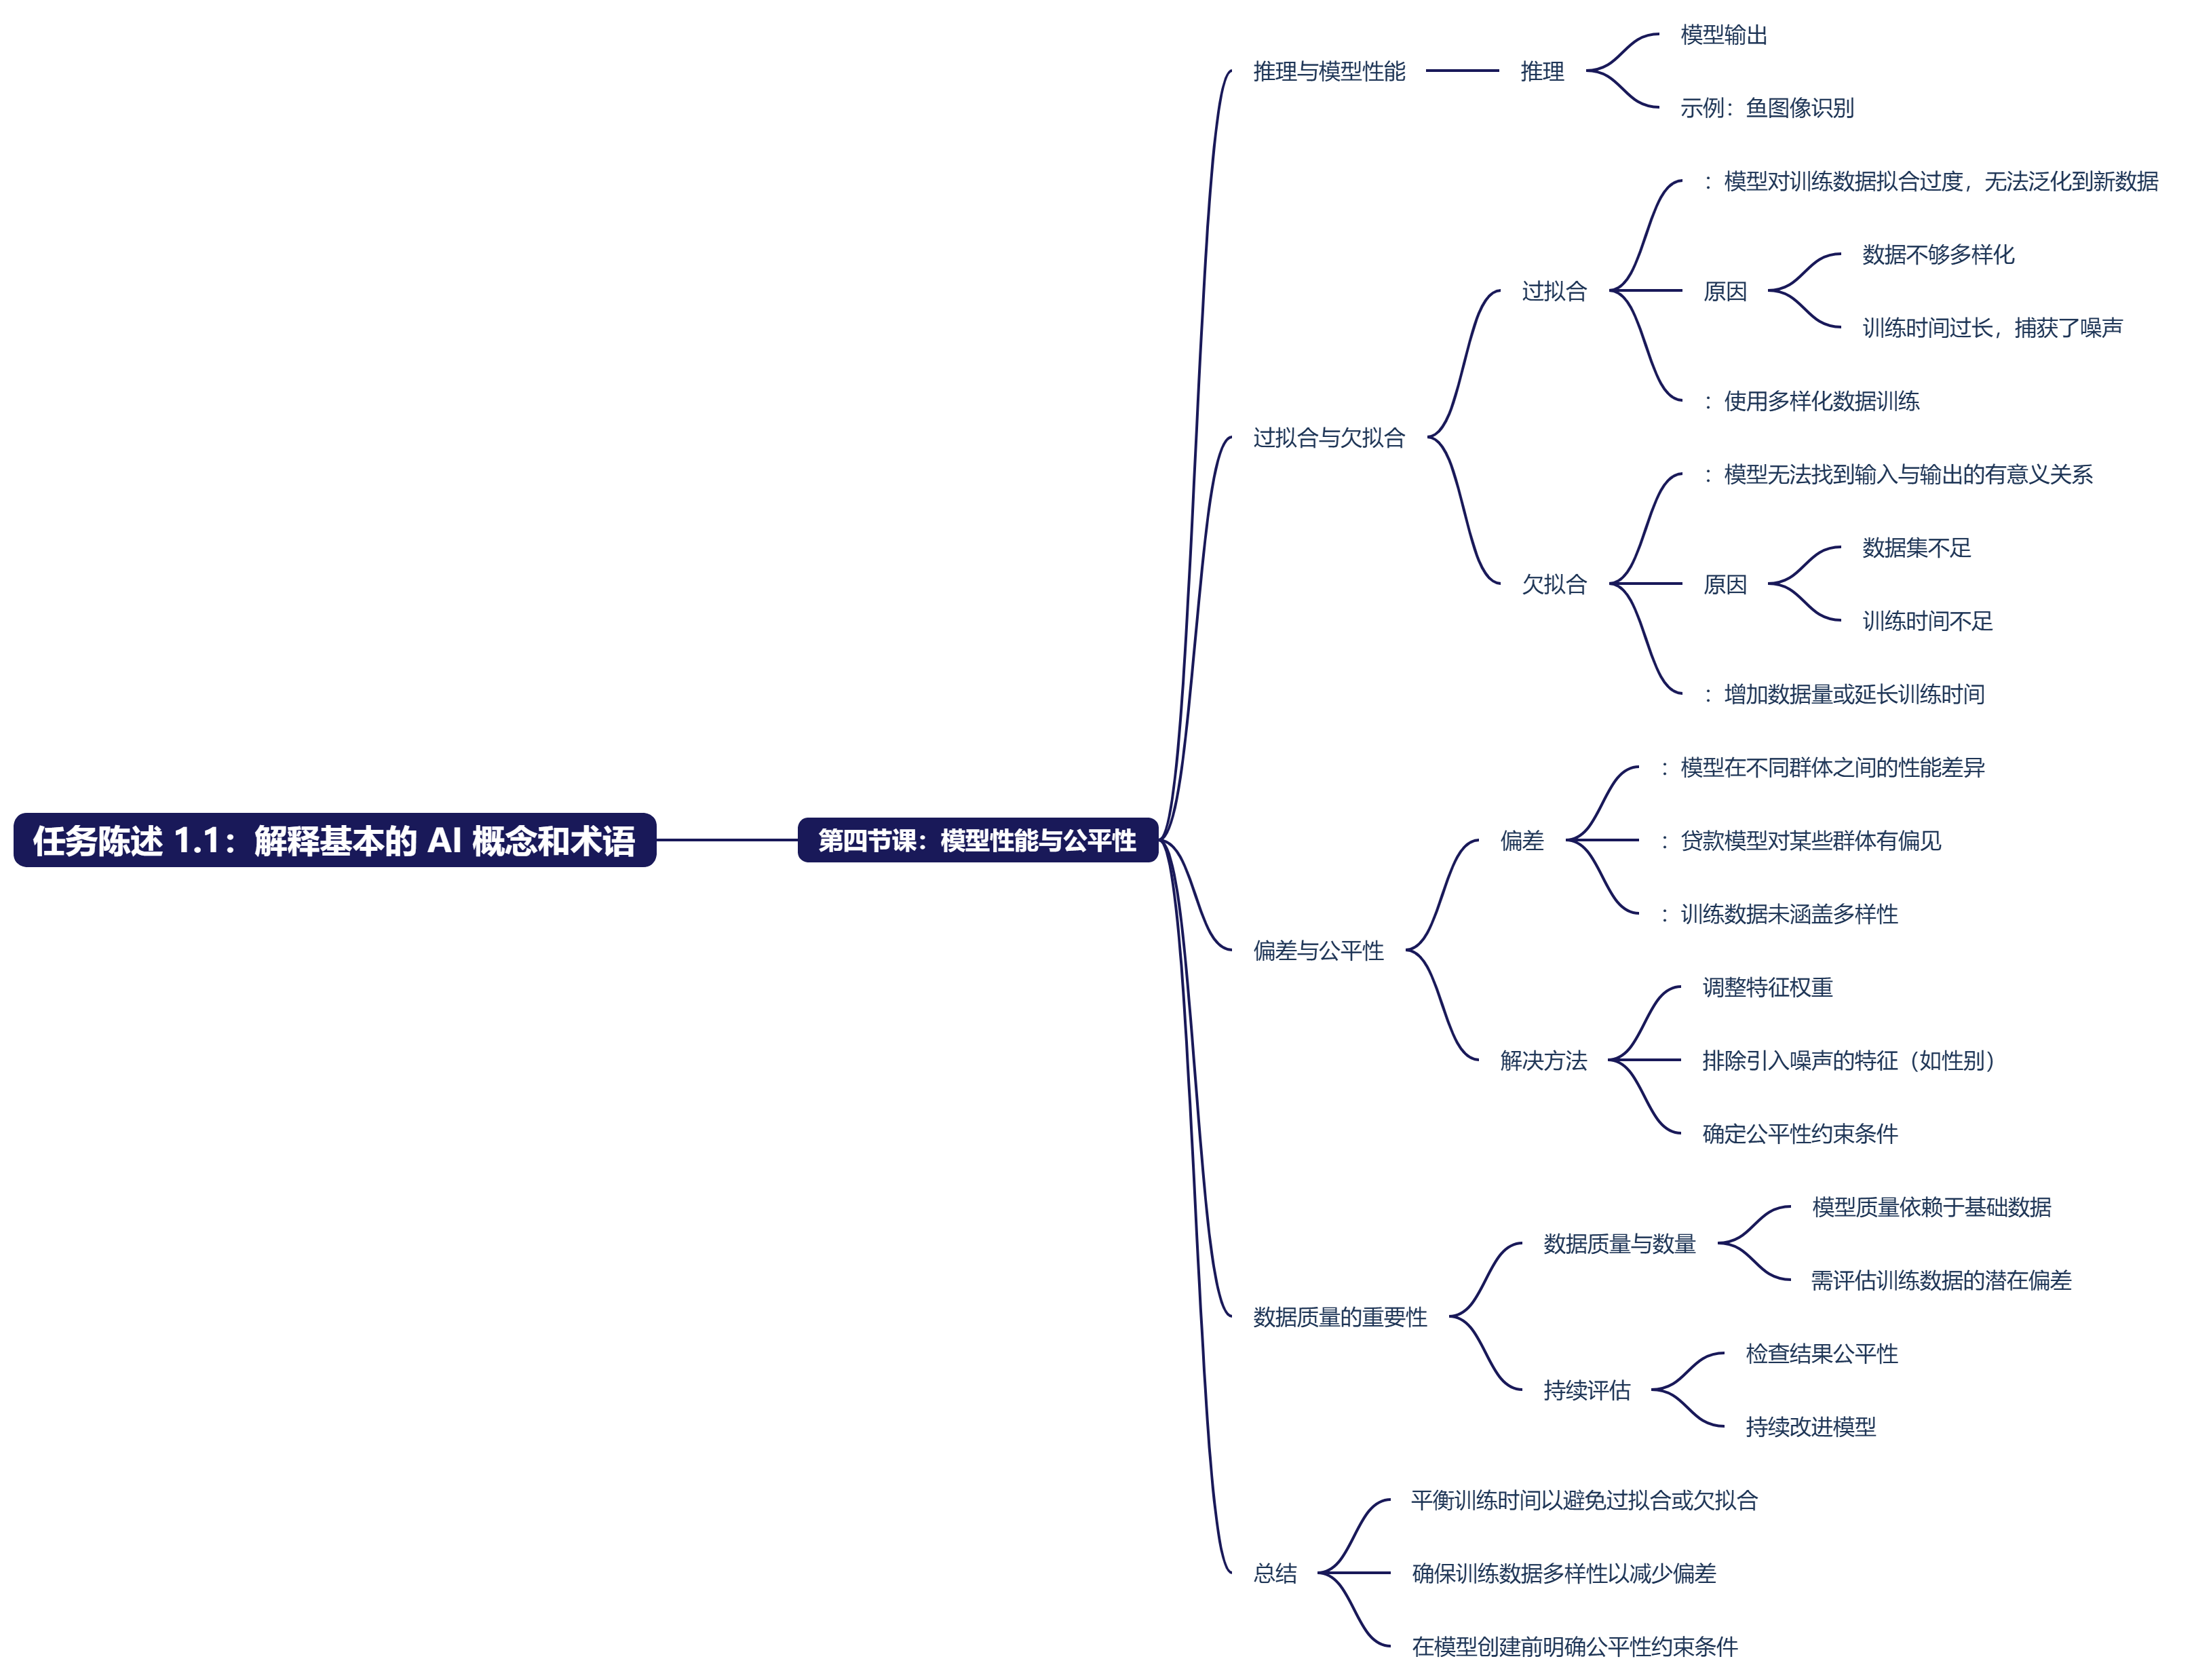 任务陈述 1.1：解释基本的 AI 概念和术语
第四节课：模型性能与公平性
推理与模型性能
推理
模型输出
示例：鱼图像识别
过拟合与欠拟合
过拟合
：模型对训练数据拟合过度，无法泛化到新数据
原因
数据不够多样化
训练时间过长，捕获了噪声
：使用多样化数据训练
欠拟合
：模型无法找到输入与输出的有意义关系
原因
数据集不足
训练时间不足
：增加数据量或延长训练时间
偏差与公平性
偏差
：模型在不同群体之间的性能差异
：贷款模型对某些群体有偏见
：训练数据未涵盖多样性
解决方法
调整特征权重
排除引入噪声的特征（如性别）
确定公平性约束条件
数据质量的重要性
数据质量与数量
模型质量依赖于基础数据
需评估训练数据的潜在偏差
持续评估
检查结果公平性
持续改进模型
总结
平衡训练时间以避免过拟合或欠拟合
确保训练数据多样性以减少偏差
在模型创建前明确公平性约束条件